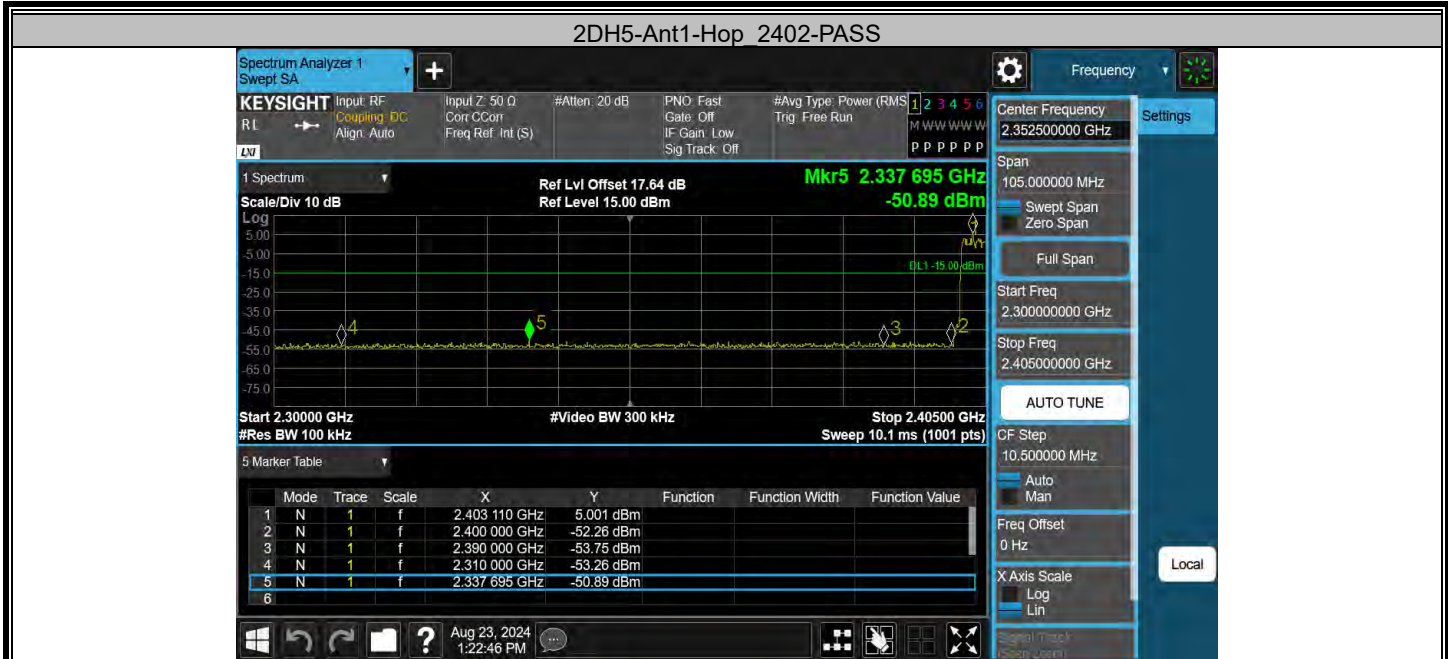 2DH5-Ant1-Hop_2402-PASS
Spectrum Analyzer 1
Swept SA
+
Frequency
KEYSIGHT
RL
LXI
Input: RF
Coupling: DC
Align: Auto
Input Z: 50 Ω
Corr CCorr
Freq Ref: Int (S)
#Atten: 20 dB
PNO: Fast
Gate: Off
IF Gain: Low
Sig Track: Off
#Avg Type: Power (RMS
Trig: Free Run
1 2 3 4 5 6
M W W W W W
P P P P P P
1 Spectrum
Scale/Div 10 dB
Ref Lvl Offset 17.64 dB
Ref Level 15.00 dBm
Mkr5 2.337 695 GHz
-50.89 dBm
Log
5.00
-5.00
-15.0
-25.0
-35.0
-45.0
-55.0
-65.0
-75.0
DL1 -15.00 dBm
4
5
3
2
Start 2.30000 GHz
#Video BW 300 kHz
Stop 2.40500 GHz
#Res BW 100 kHz
Sweep 10.1 ms (1001 pts)
5 Marker Table
Mode Trace Scale X Y Function Function Width Function Value
1 N 1 f 2.403 110 GHz 5.001 dBm
2 N 1 f 2.400 000 GHz -52.26 dBm
3 N 1 f 2.390 000 GHz -53.75 dBm
4 N 1 f 2.310 000 GHz -53.26 dBm
5 N 1 f 2.337 695 GHz -50.89 dBm
6
?
Aug 23, 2024
1:22:46 PM
Center Frequency
2.352500000 GHz
Settings
Span
105.000000 MHz
Swept Span
Zero Span
Full Span
Start Freq
2.300000000 GHz
Stop Freq
2.405000000 GHz
AUTO TUNE
CF Step
10.500000 MHz
Auto
Man
Freq Offset
0 Hz
X Axis Scale
Log
Lin
Local
Signal Track
(Span Zoom)